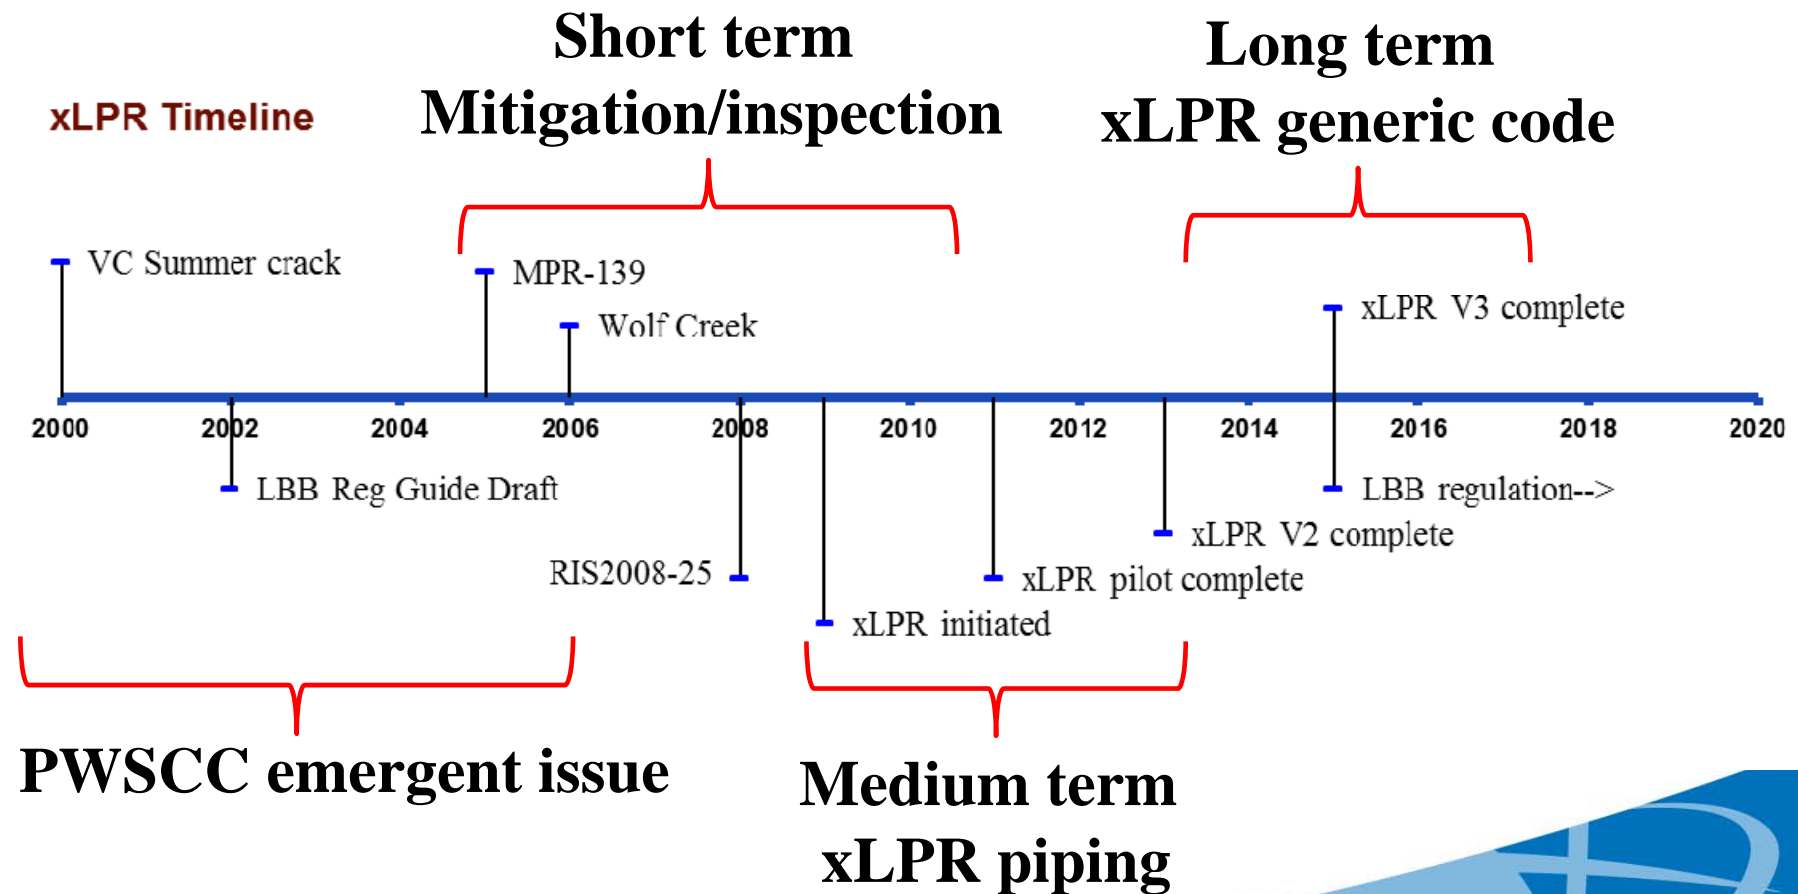 Short term
Mitigation/inspection
Long term
xLPR generic code
xLPR Timeline
VC Summer crack
MPR-139
Wolf Creek
xLPR V3 complete
2000 2002 2004 2006 2008 2010 2012 2014 2016 2018 2020
LBB Reg Guide Draft
LBB regulation-->
xLPR V2 complete
RIS2008-25
xLPR pilot complete
xLPR initiated
PWSCC emergent issue
Medium term
xLPR piping